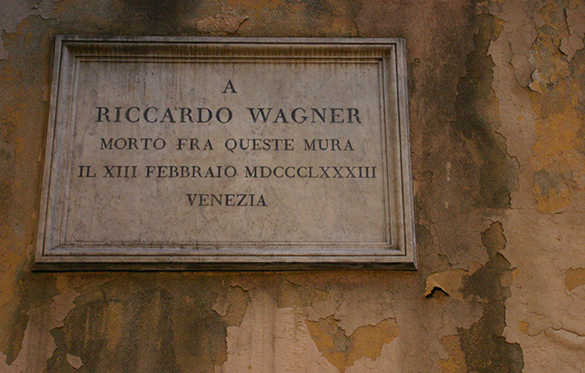 A
RICCARDO WAGNER
MORTO FRA QUESTE MURA
IL XIII FEBBRAIO MDCCCLXXXIII
VENEZIA